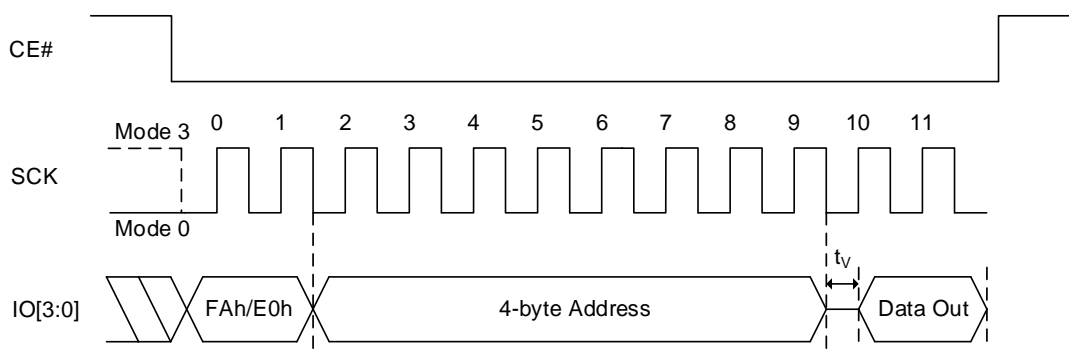 CE#
0 1 2 3 4 5 6 7 8 9 10 11
Mode 3
SCK
Mode 0
tV
IO[3:0] FAh/E0h 4-byte Address Data Out